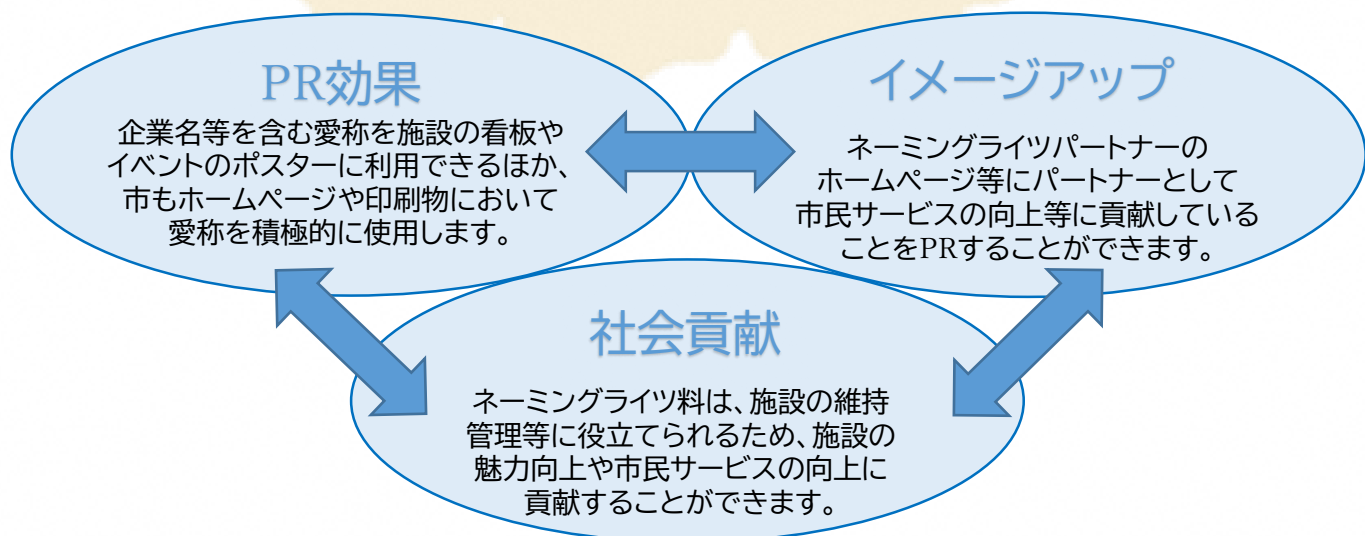 PR効果
企業名等を含む愛称を施設の看板や
イベントのポスターに利用できるほか、
市もホームページや印刷物において
愛称を積極的に使用します。
イメージアップ
ネーミングライツパートナーの
ホームページ等にパートナーとして
市民サービスの向上等に貢献している
ことをPRすることができます。
社会貢献
ネーミングライツ料は、施設の維持
管理等に役立てられるため、施設の
魅力向上や市民サービスの向上に
貢献することができます。